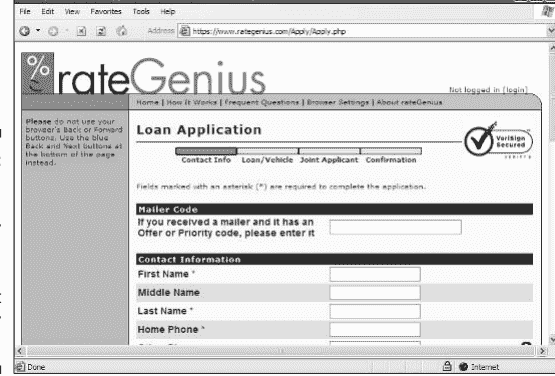 File Edit View Favorites Tools Help
Address https://www.rategenius.com/Apply/Apply.php
% rateGenius
Not logged in [login]
Home | How It Works | Frequent Questions | Browser Settings | About rateGenius
Please do not use your
browser's Back or Forward
buttons. Use the blue
Back and Next buttons at
the bottom of the page
instead.
Loan Application
VeriSign
Secured
VERIFY
Contact Info Loan/Vehicle Joint Applicant Confirmation
Fields marked with an asterisk (*) are required to complete the application.
Mailer Code
If you received a mailer and it has an
Offer or Priority code, please enter it
Contact Information
First Name *
Middle Name
Last Name *
Home Phone *
Done
Internet